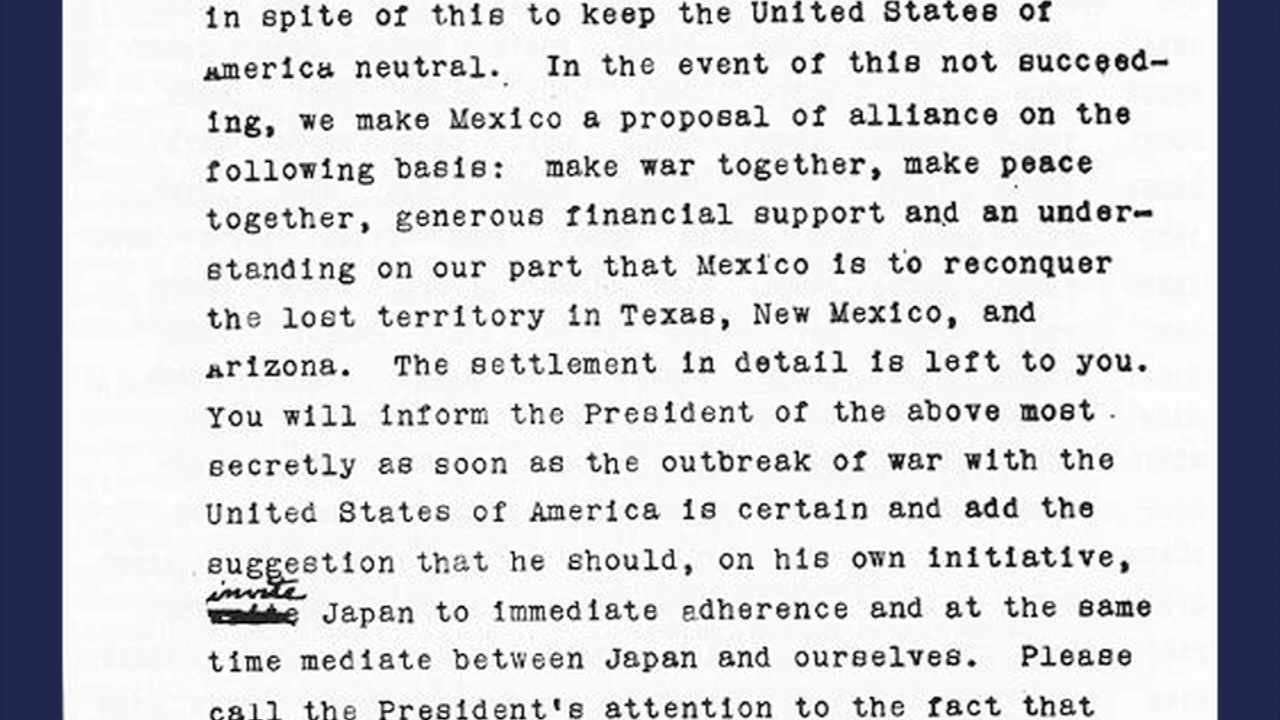 in spite of this to keep the United States of
America neutral. In the event of this not succeed-
ing, we make Mexico a proposal of alliance on the
following basis: make war together, make peace
together, generous financial support and an under-
standing on our part that Mexico is to reconquer
the lost territory in Texas, New Mexico, and
Arizona. The settlement in detail is left to you.
You will inform the President of the above most
secretly as soon as the outbreak of war with the
United States of America is certain and add the
suggestion that he should, on his own initiative,
invite
Japan to immediate adherence and at the same
time mediate between Japan and ourselves. Please
call the President's attention to the fact that